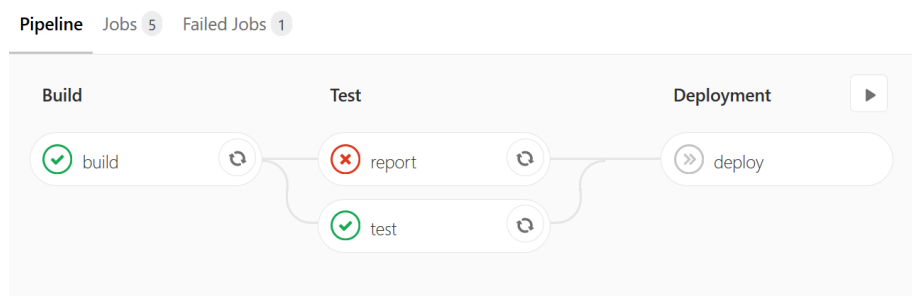 Pipeline Jobs 5 Failed Jobs 1
Build Test Deployment
build report deploy
test